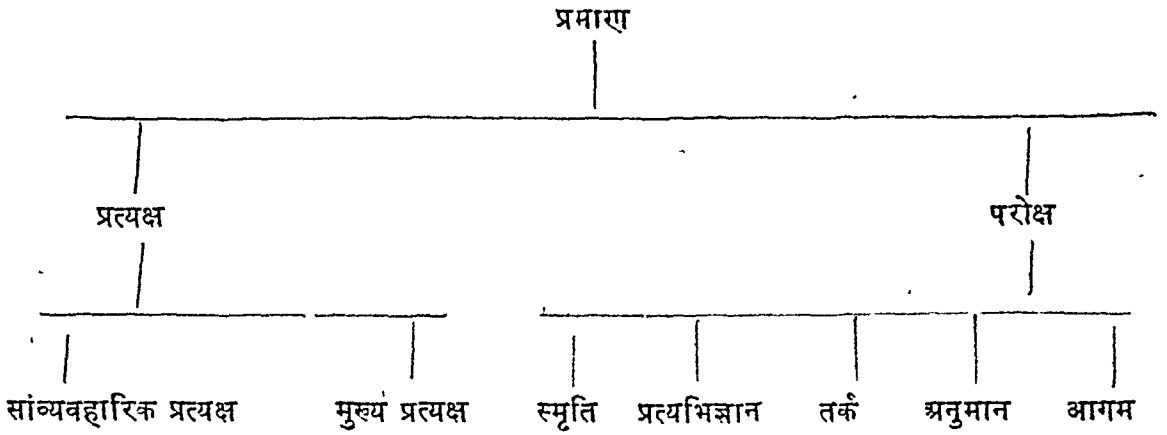 प्रमाण
प्रत्यक्ष परोक्ष
सांव्यवहारिक प्रत्यक्ष मुख्य प्रत्यक्ष स्मृति प्रत्यभिज्ञान तर्क अनुमान आगम